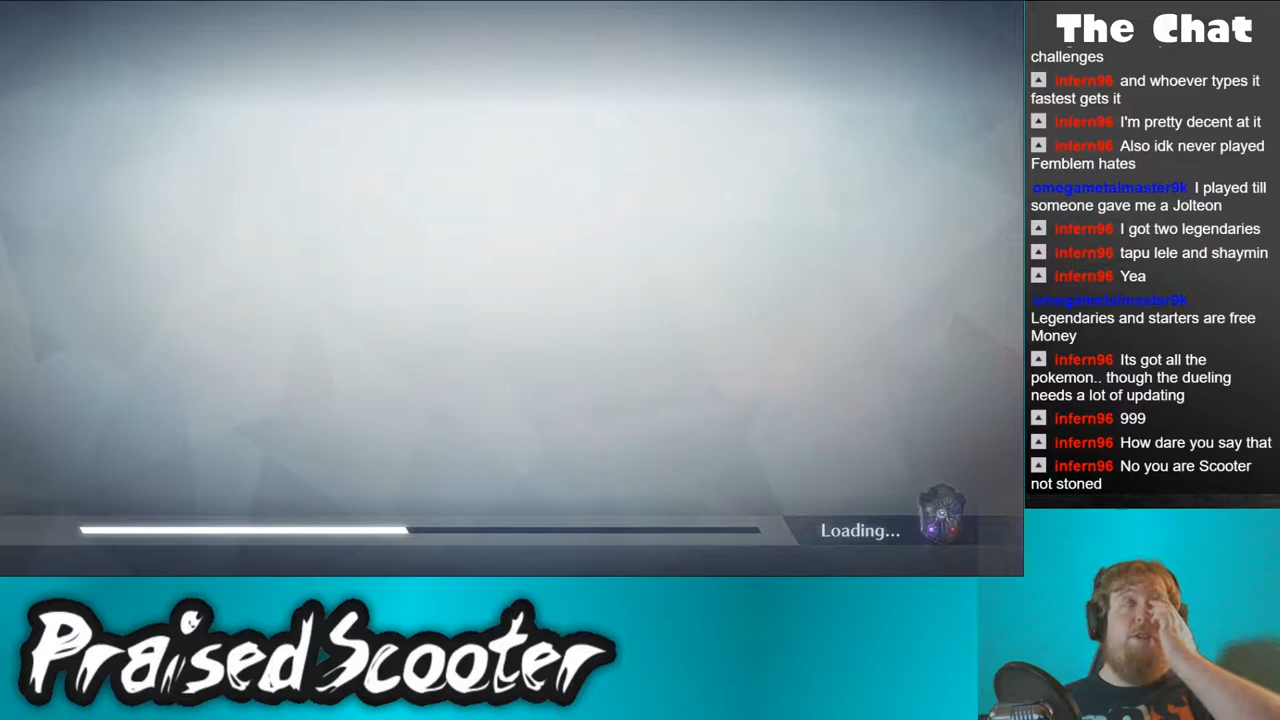 The Chat
challenges
infern96 and whoever types it
fastest gets it
infern96 I'm pretty decent at it
infern96 Also idk never played
Femblem hates
omegametalmaster9k I played till
someone gave me a Jolteon
infern96 I got two legendaries
infern96 tapu lele and shaymin
infern96 Yea
omegametalmaster9k
Legendaries and starters are free
Money
infern96 Its got all the
pokemon.. though the dueling
needs a lot of updating
infern96 999
infern96 How dare you say that
infern96 No you are Scooter
not stoned
Loading...
PraisedScooter